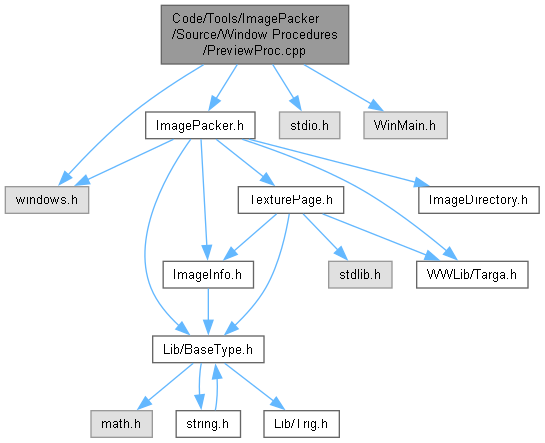 Code/Tools/ImagePacker
/Source/Window Procedures
/PreviewProc.cpp
ImagePacker.h
stdio.h
WinMain.h
windows.h
TexturePage.h
ImageDirectory.h
ImageInfo.h
stdlib.h
WWLib/Targa.h
Lib/BaseType.h
math.h
string.h
Lib/Trig.h